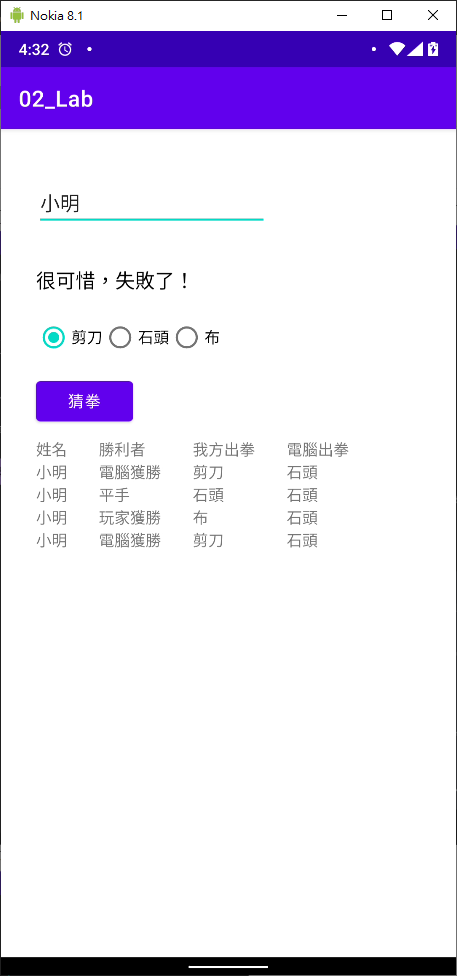 Nokia 8.1
4:32
02_Lab
小明
很可惜，失敗了！
剪刀 石頭 布
猜拳
姓名 勝利者 我方出拳 電腦出拳
小明 電腦獲勝 剪刀 石頭
小明 平手 石頭 石頭
小明 玩家獲勝 布 石頭
小明 電腦獲勝 剪刀 石頭